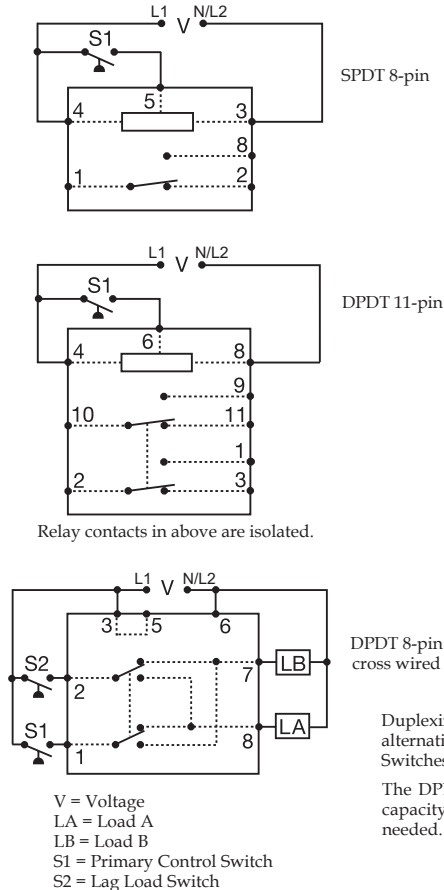 L1 V N/L2
S1
SPDT 8-pin
5
4 3
8
1 2
L1 V N/L2
S1
DPDT 11-pin
6
4 8
9
10 11
1
2 3
Relay contacts in above are isolated.
L1 V N/L2
3 5 6
DPDT 8-pin
cross wired
S2
2 7 LB
S1
1 8 LA
V = Voltage
LA = Load A
LB = Load B
S1 = Primary Control Switch
S2 = Lag Load Switch
alternati
Switches
The DP
capacity
needed.